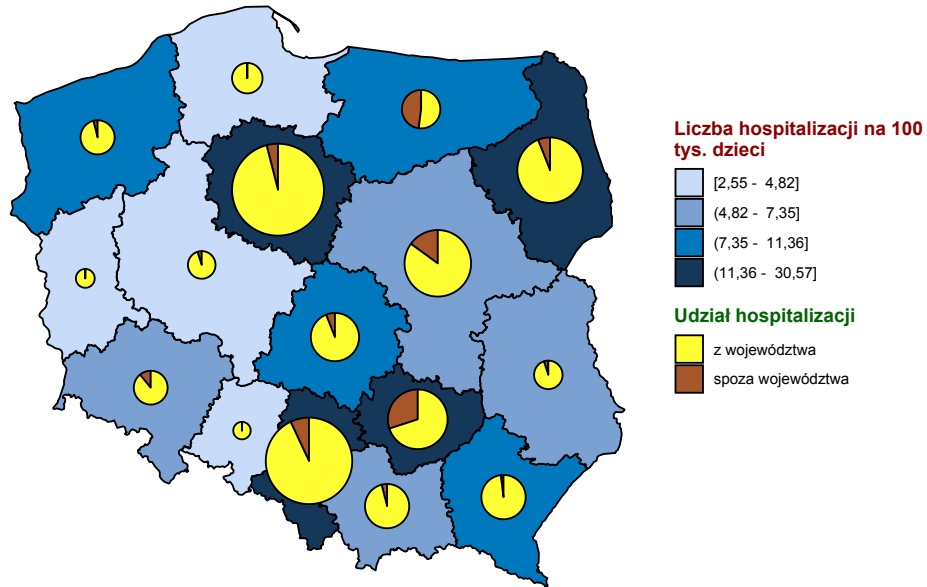 Liczba hospitalizacji na 100
tys. dzieci
[2,55 - 4,82]
(4,82 - 7,35]
(7,35 - 11,36]
(11,36 - 30,57]
Udział hospitalizacji
z województwa
spoza województwa